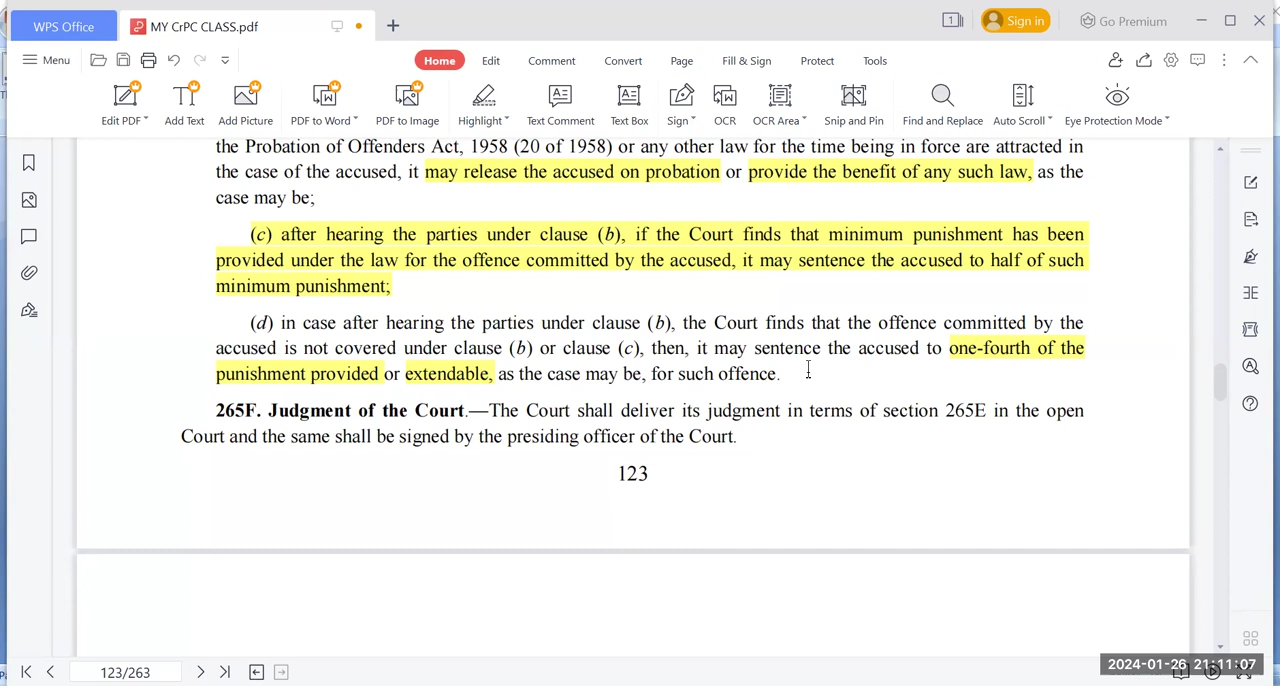 WPS Office
MY CrPC CLASS.pdf
1
Sign in
Go Premium
Menu
Home
Edit
Comment
Convert
Page
Fill & Sign
Protect
Tools
Edit PDF
Add Text
Add Picture
PDF to Word
PDF to Image
Highlight
Text Comment
Text Box
Sign
OCR
OCR Area
Snip and Pin
Find and Replace
Auto Scroll
Eye Protection Mode
the Probation of Offenders Act, 1958 (20 of 1958) or any other law for the time being in force are attracted in
the case of the accused, it may release the accused on probation or provide the benefit of any such law, as the
case may be;
(c) after hearing the parties under clause (b), if the Court finds that minimum punishment has been
provided under the law for the offence committed by the accused, it may sentence the accused to half of such
minimum punishment;
(d) in case after hearing the parties under clause (b), the Court finds that the offence committed by the
accused is not covered under clause (b) or clause (c), then, it may sentence the accused to one-fourth of the
punishment provided or extendable, as the case may be, for such offence.
265F. Judgment of the Court.—The Court shall deliver its judgment in terms of section 265E in the open
Court and the same shall be signed by the presiding officer of the Court.
123
123/263
2024-01-26 21:11:07